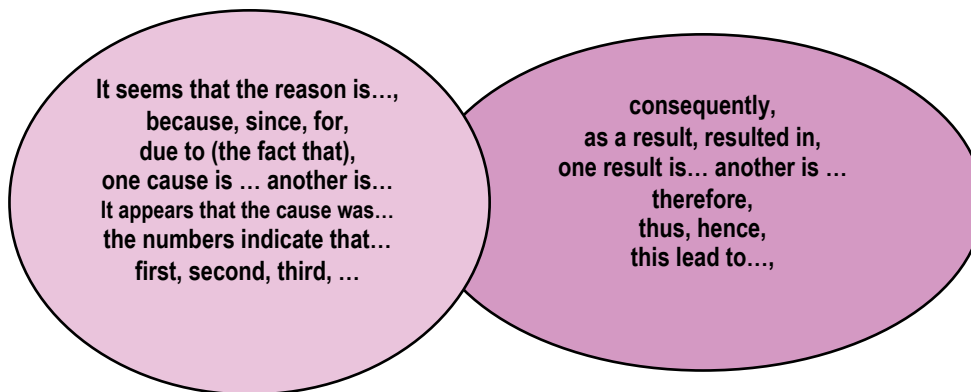 It seems that the reason is…,
because, since, for,
due to (the fact that),
one cause is … another is…
It appears that the cause was…
the numbers indicate that…
first, second, third, …
consequently,
as a result, resulted in,
one result is… another is …
therefore,
thus, hence,
this lead to…,